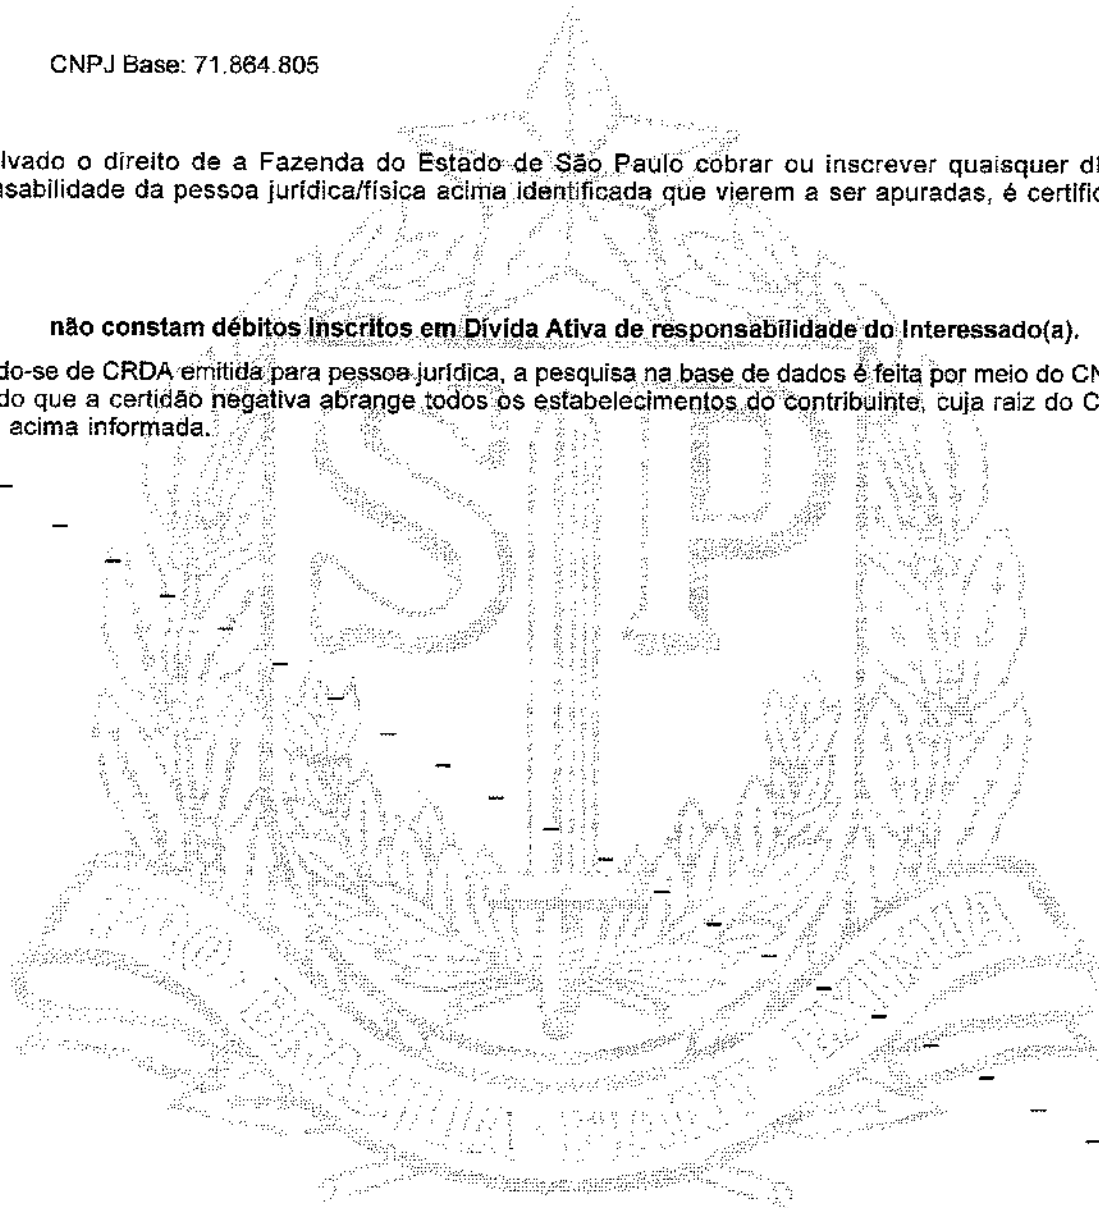 CNPJ Base: 71.864.805
lvado o direito de a Fazenda do Estado de São Paulo cobrar ou inscrever quaisquer dí
nsabilidade da pessoa jurídica/física acima identificada que vierem a ser apuradas, é certific
não constam débitos inscritos em Dívida Ativa de responsabilidade do Interessado(a).
do-se de CRDA emitida para pessoa jurídica, a pesquisa na base de dados é feita por meio do CN
do que a certidão negativa abrange todos os estabelecimentos do contribuinte, cuja raiz do C
acima informada.
SP